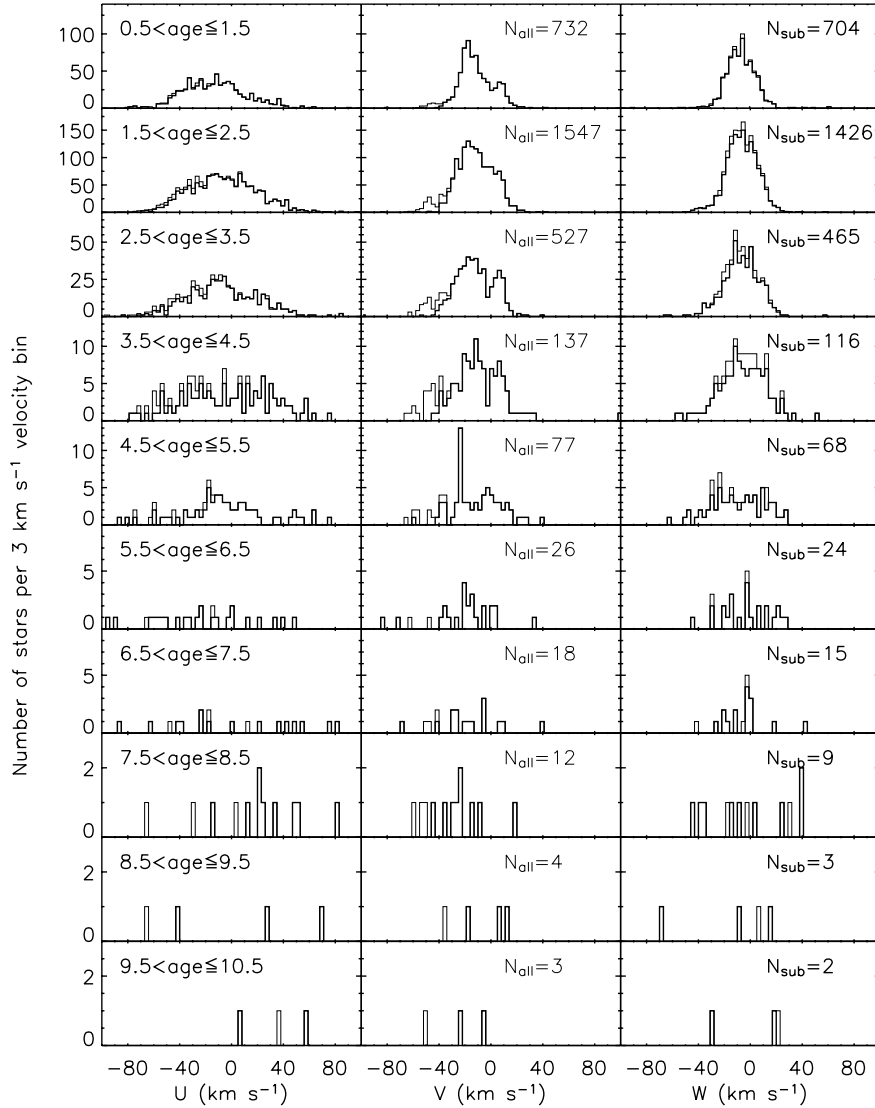 Number of stars per 3 km s⁻¹ velocity bin
100
50
0
0.5<age≦1.5
N_all=732
N_sub=704
150
100
50
0
1.5<age≦2.5
N_all=1547
N_sub=1426
50
25
0
2.5<age≦3.5
N_all=527
N_sub=465
10
5
0
3.5<age≦4.5
N_all=137
N_sub=116
10
5
0
4.5<age≦5.5
N_all=77
N_sub=68
5
0
5.5<age≦6.5
N_all=26
N_sub=24
5
0
6.5<age≦7.5
N_all=18
N_sub=15
2
0
7.5<age≦8.5
N_all=12
N_sub=9
2
0
8.5<age≦9.5
N_all=4
N_sub=3
2
0
9.5<age≦10.5
N_all=3
N_sub=2
−80 −40 0 40 80 −80 −40 0 40 80 −80 −40 0 40 80
U (km s⁻¹) V (km s⁻¹) W (km s⁻¹)